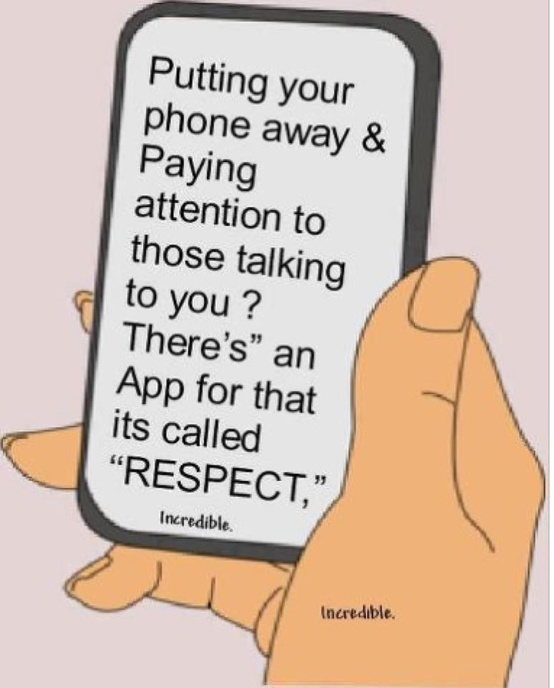 Putting your
phone away &
Paying
attention to
those talking
to you ?
There's” an
App for that
its called
“RESPECT,”
Incredible.
Incredible.